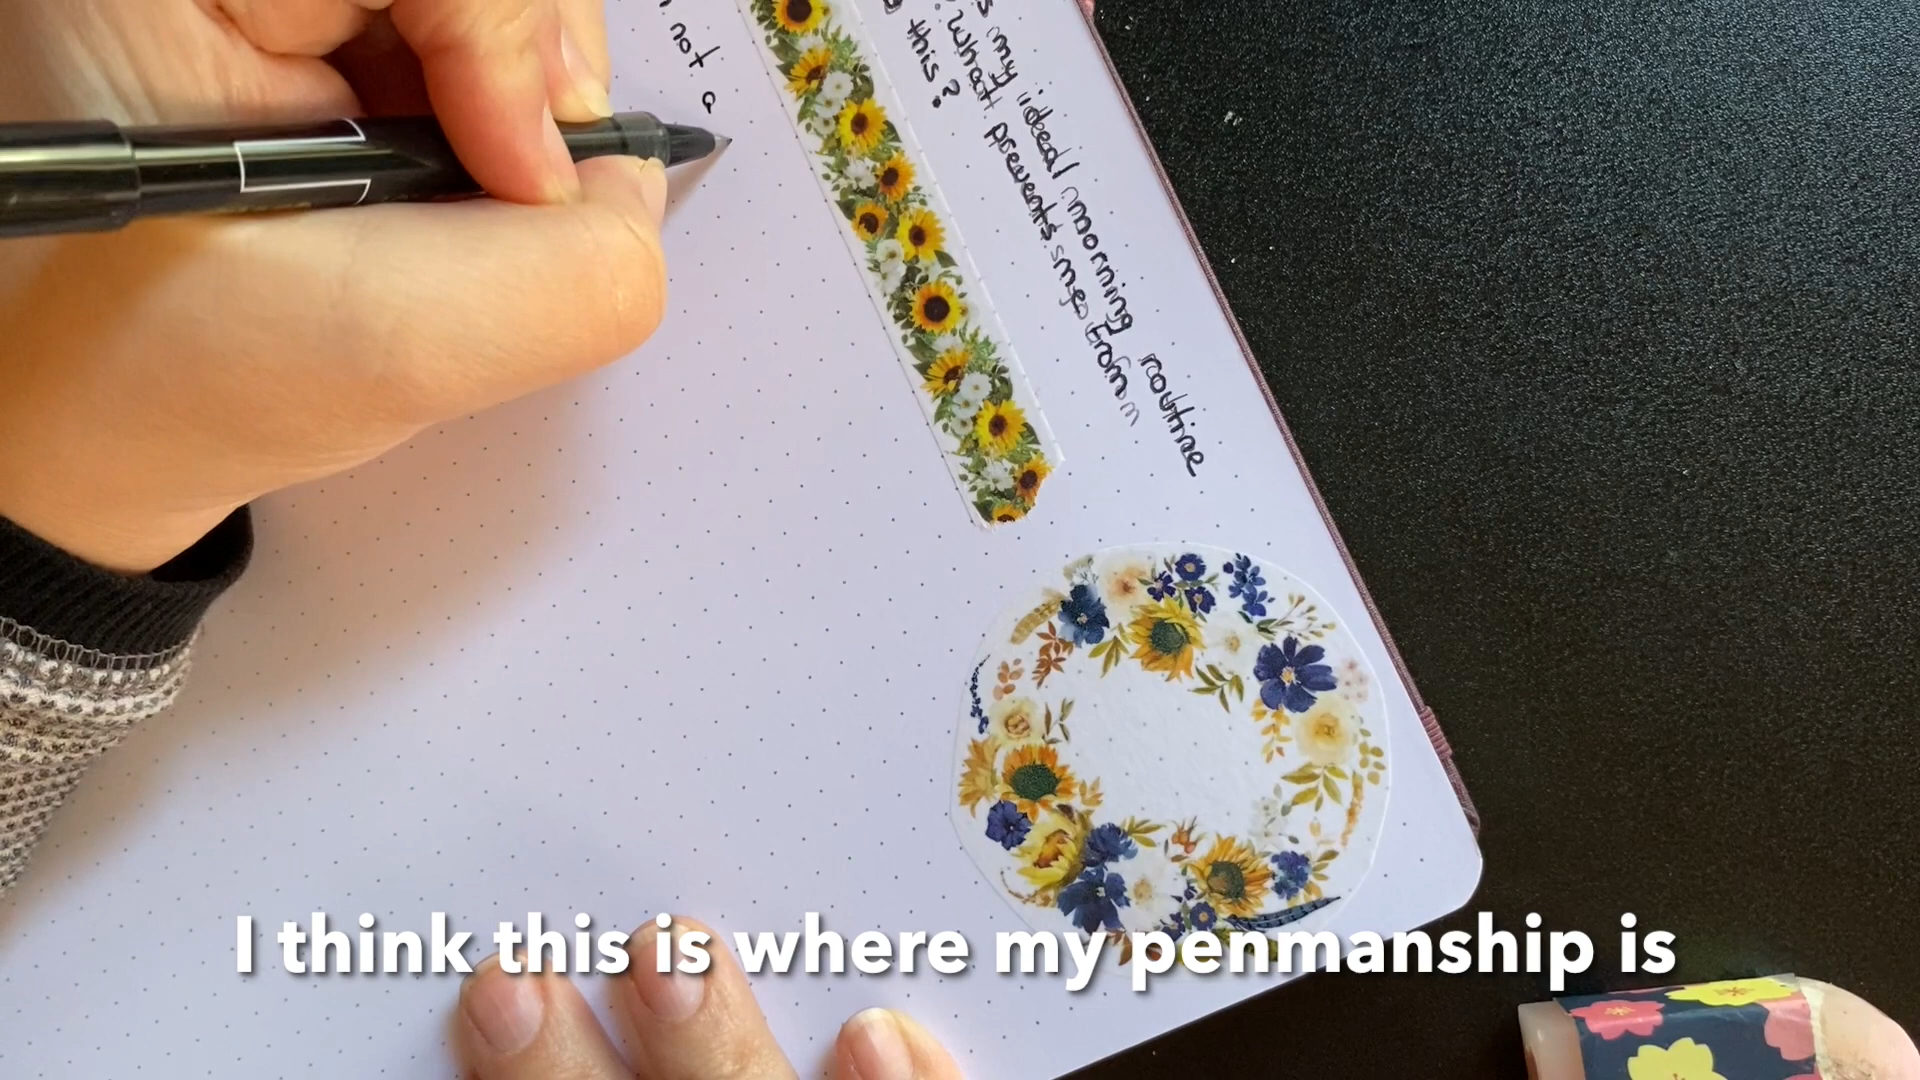 s my ideal morning routine
? what prevents me from
this?
not a
I think this is where my penmanship is